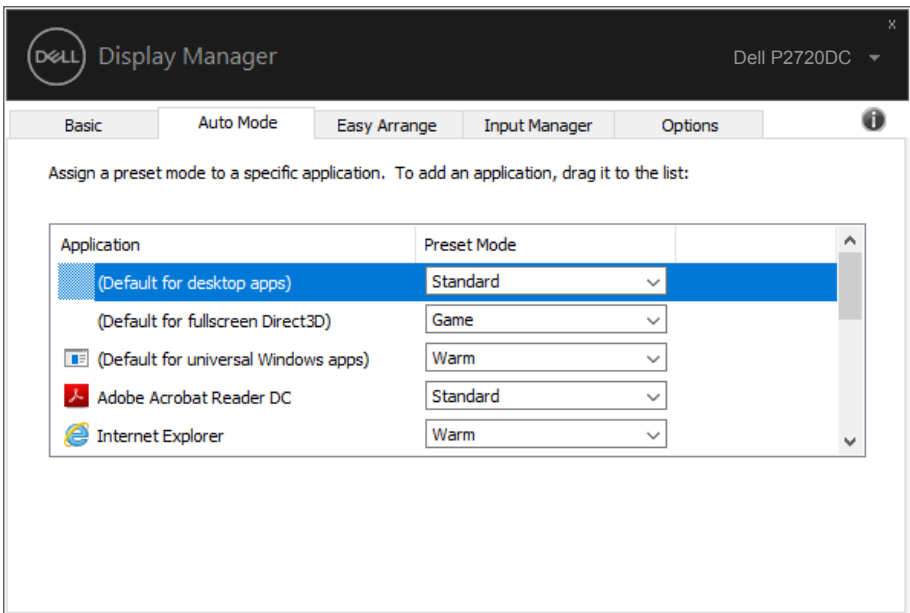 x
DELL Display Manager Dell P2720DC
Basic Auto Mode Easy Arrange Input Manager Options
Assign a preset mode to a specific application. To add an application, drag it to the list:
Application Preset Mode
(Default for desktop apps) Standard
(Default for fullscreen Direct3D) Game
(Default for universal Windows apps) Warm
Adobe Acrobat Reader DC Standard
Internet Explorer Warm